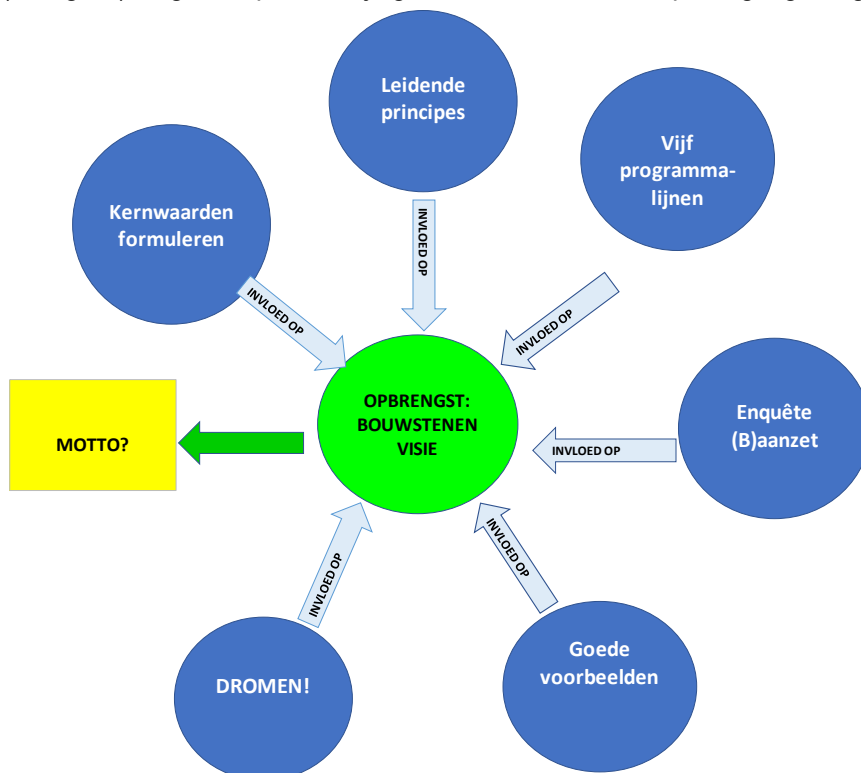 Leidende
principes
Vijf
programma-
lijnen
Kernwaarden
formuleren
INVLOED OP
INVLOED OP
INVLOED OP
OPBRENGST:
BOUWSTENEN
VISIE
MOTTO?
Enquête
(B)aanzet
INVLOED OP
INVLOED OP
INVLOED OP
Goede
voorbeelden
DROMEN!